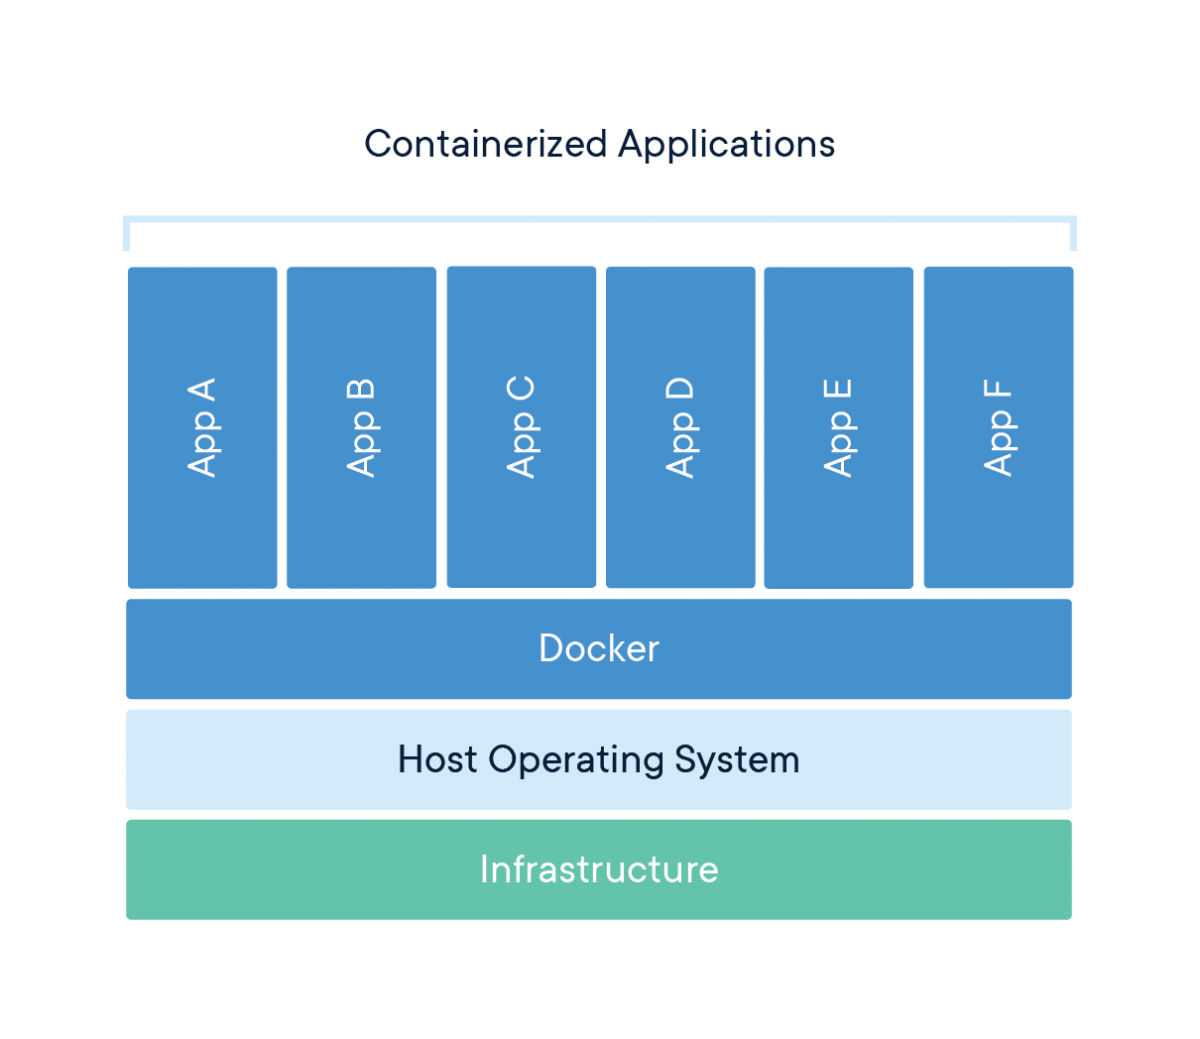 Containerized Applications
App A
App B
App C
App D
App E
App F
Docker
Host Operating System
Infrastructure